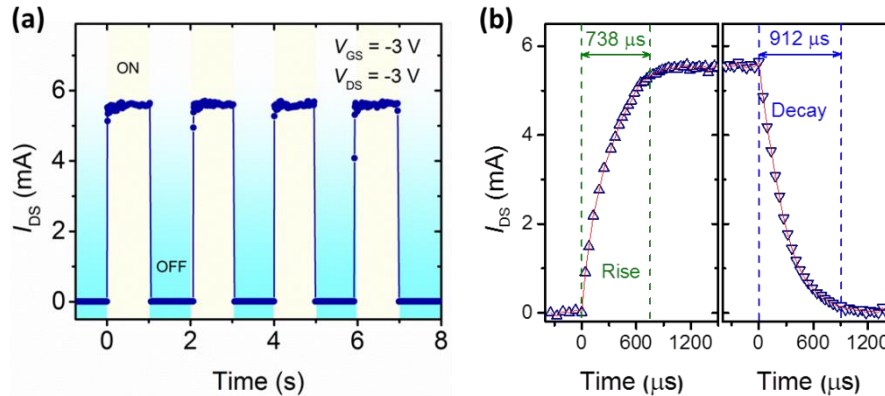 (a)
V_GS = -3 V
V_DS = -3 V
ON
OFF
8
6
4
2
0
I_DS (mA)
0 2 4 6 8
Time (s)
(b)
738 µs
912 µs
Rise
Decay
6
4
2
0
I_DS (mA)
0 600 1200
0 600 1200
Time (µs)
Time (µs)